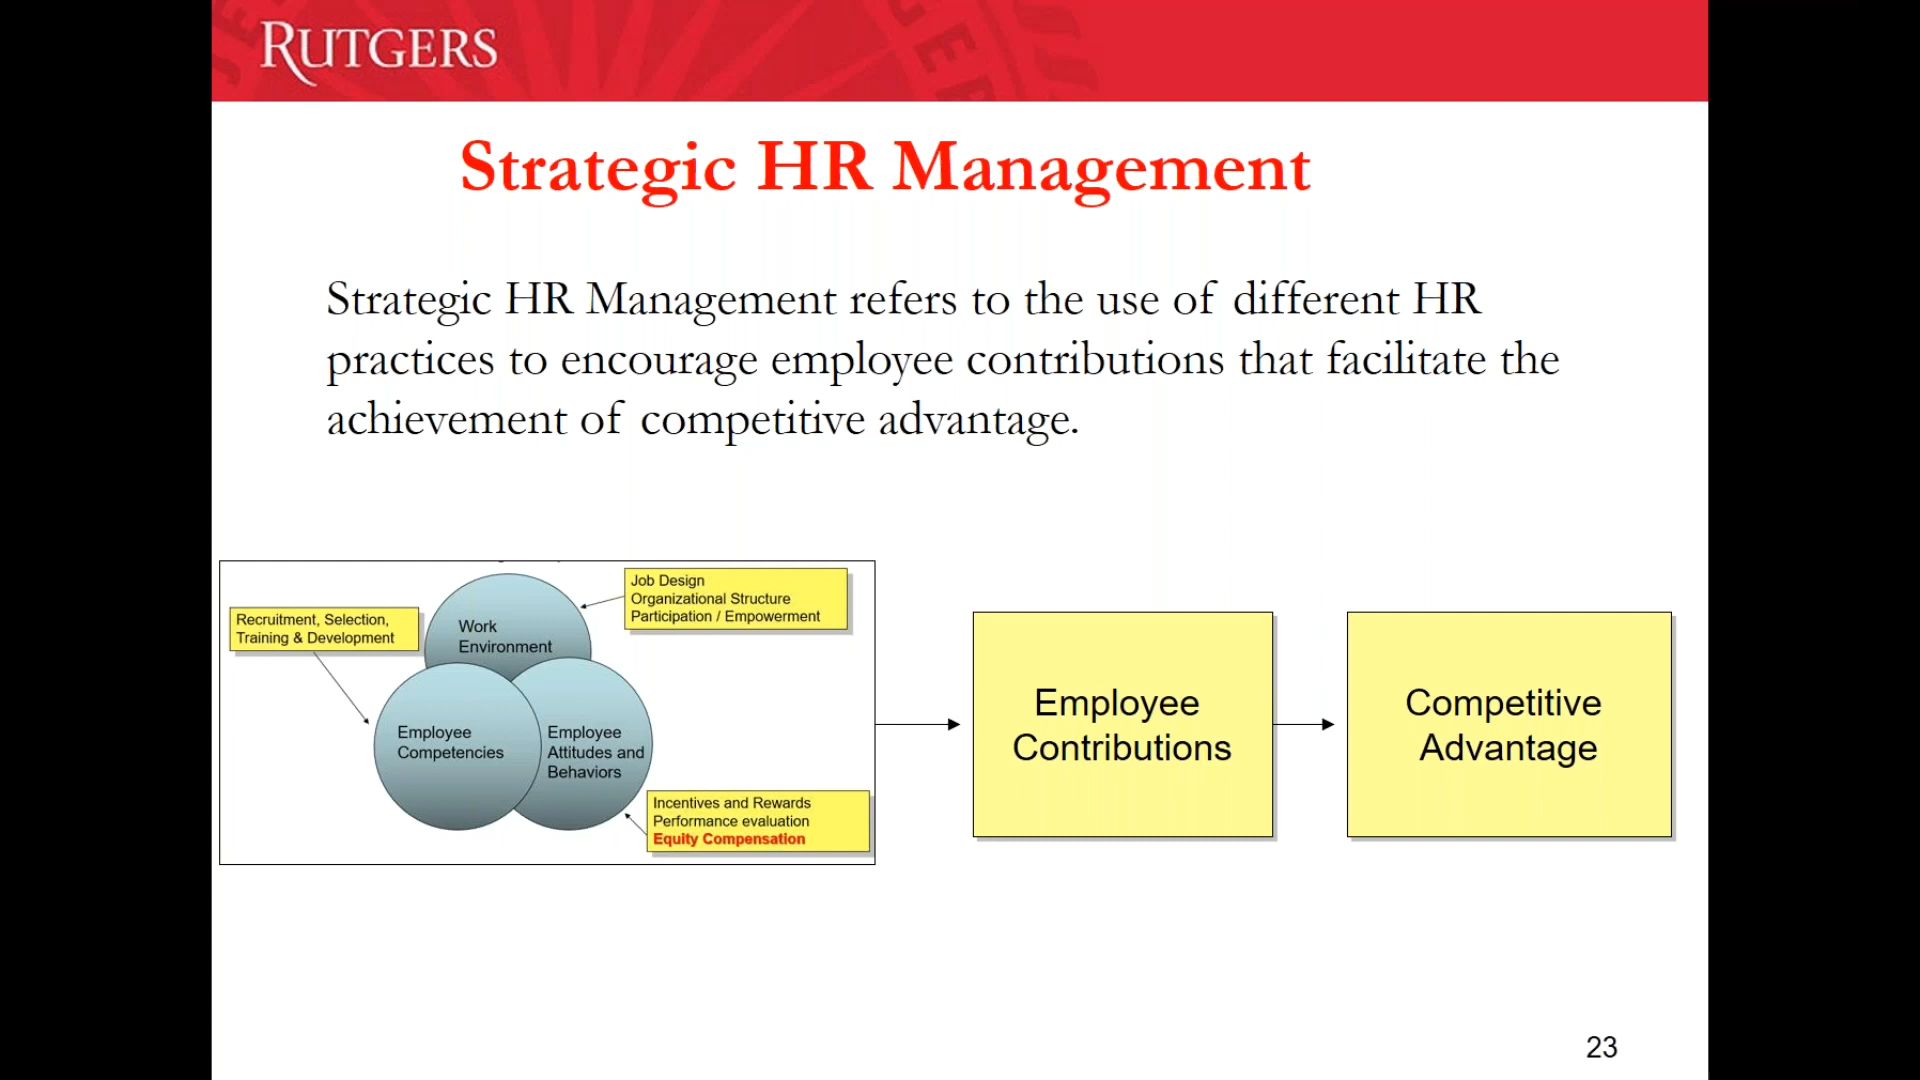 RUTGERS
Strategic HR Management
Strategic HR Management refers to the use of different HR
practices to encourage employee contributions that facilitate the
achievement of competitive advantage.
Recruitment, Selection,
Training & Development
Work
Environment
Job Design
Organizational Structure
Participation / Empowerment
Employee
Competencies
Employee
Attitudes and
Behaviors
Incentives and Rewards
Performance evaluation
Equity Compensation
Employee
Contributions
Competitive
Advantage
23